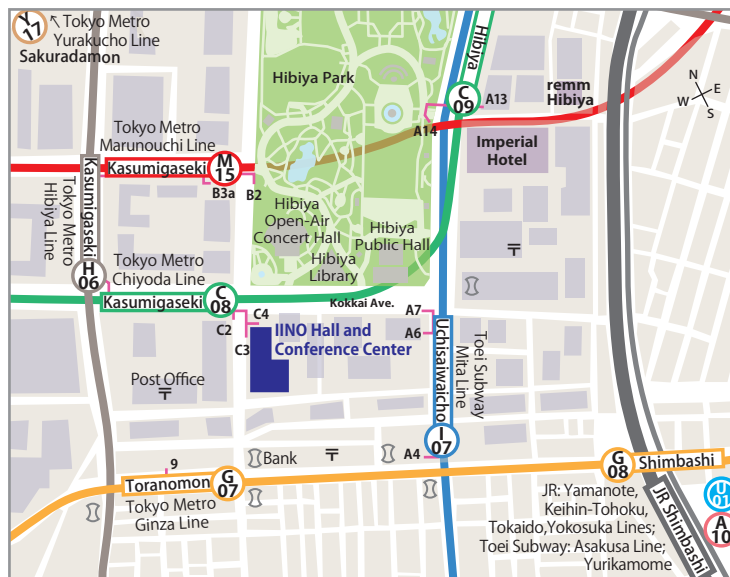 Y
17
Tokyo Metro
Yurakucho Line
Sakuradamon
Hibiya Park
Hibiya
C
09
A13
A14
remm
Hibiya
N
E
W
S
Imperial
Hotel
Tokyo Metro
Marunouchi Line
Kasumigaseki
M
15
B3a
B2
Kasumigaseki
Tokyo Metro
Hibiya Line
H
06
Hibiya
Open-Air
Concert Hall
Hibiya
Public Hall
Hibiya
Library
Tokyo Metro
Chiyoda Line
Kasumigaseki
C
08
Kokkai Ave.
C4
C2
C3
IINO Hall and
Conference Center
A7
A6
Uchisaiwaicho
Toei Subway
Mita Line
I
07
A4
〒
Post Office
〒
Bank
〒
9
Toranomon
G
07
Tokyo Metro
Ginza Line
G
08
Shimbashi
JR: Yamanote,
Keihin-Tohoku,
Tokaido,Yokosuka Lines;
Toei Subway: Asakusa Line;
Yurikamome
JR Shimbashi
U
01
A
10